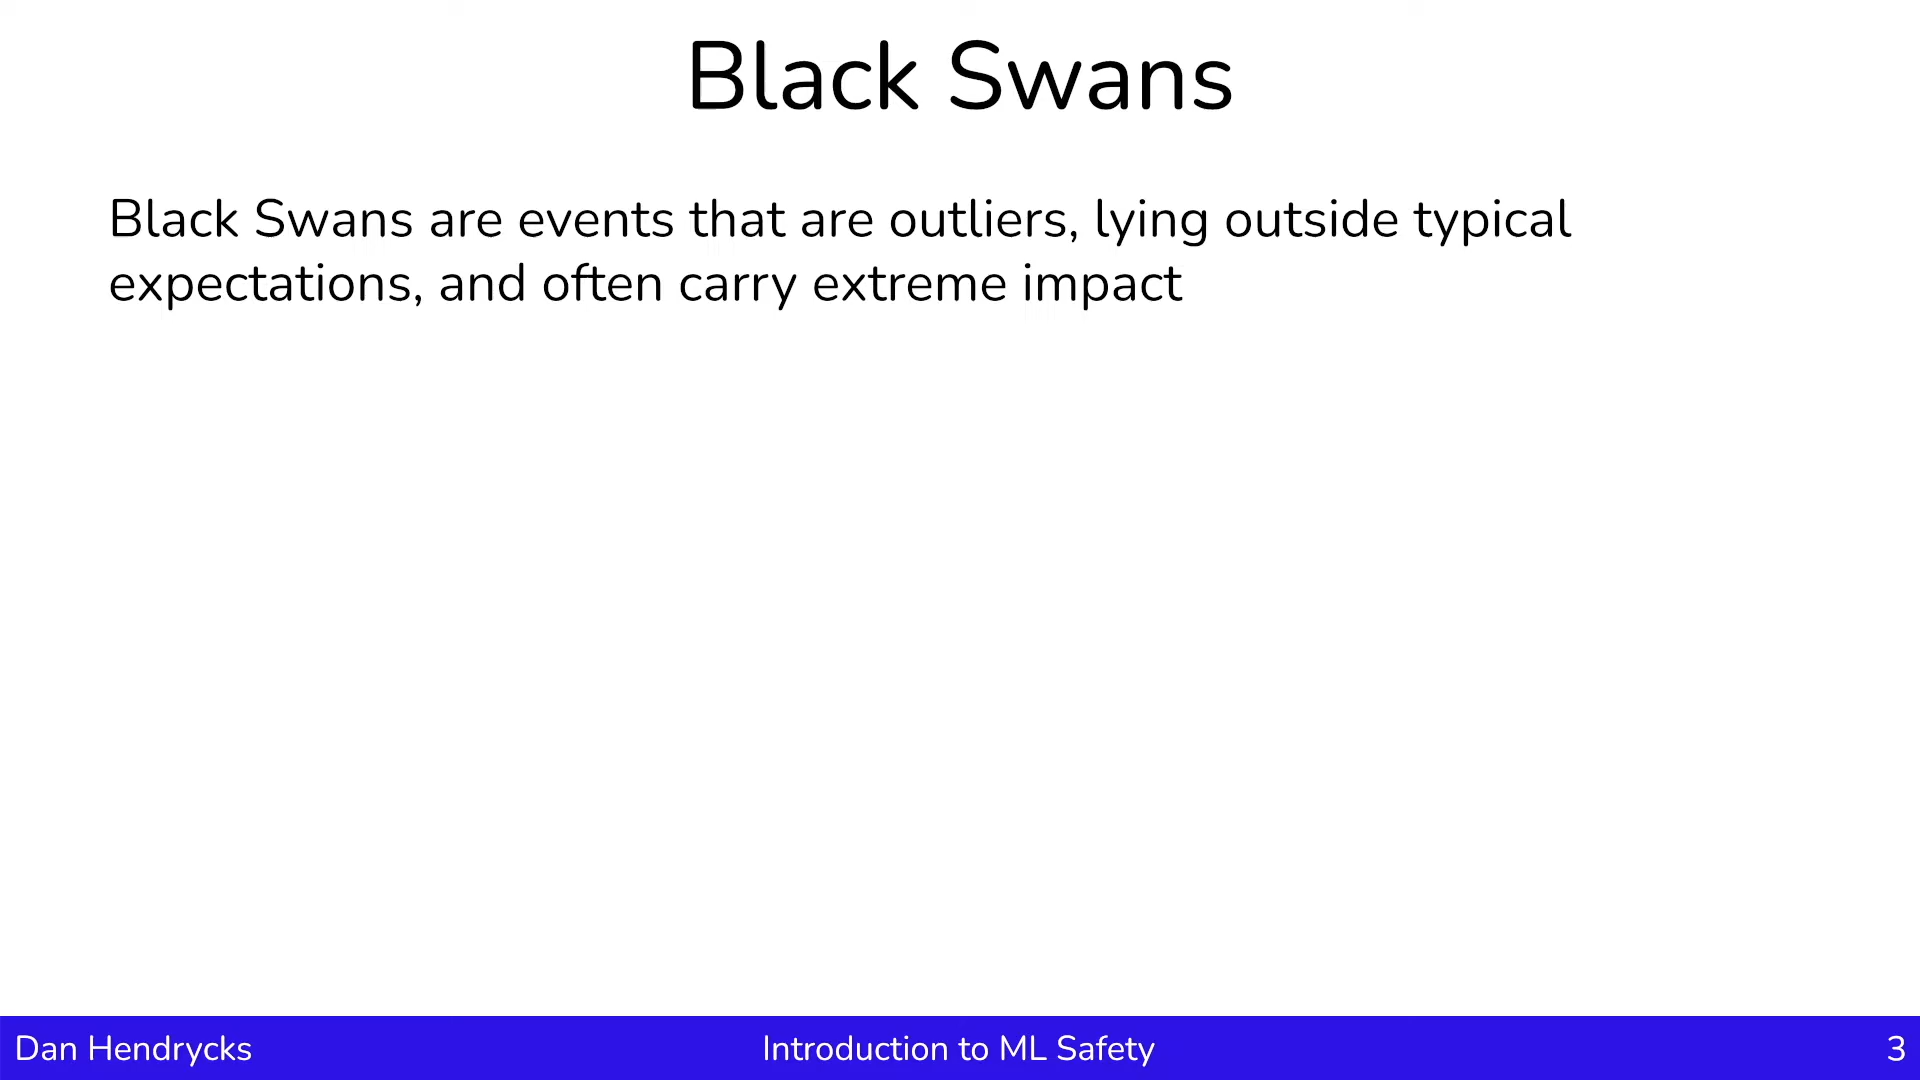 Black Swans
Black Swans are events that are outliers, lying outside typical
expectations, and often carry extreme impact
Dan Hendrycks
Introduction to ML Safety
3